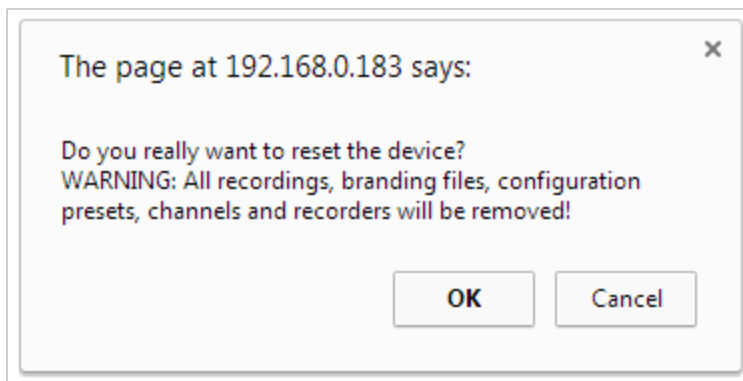 The page at 192.168.0.183 says:
Do you really want to reset the device?
WARNING: All recordings, branding files, configuration
presets, channels and recorders will be removed!
OK
Cancel